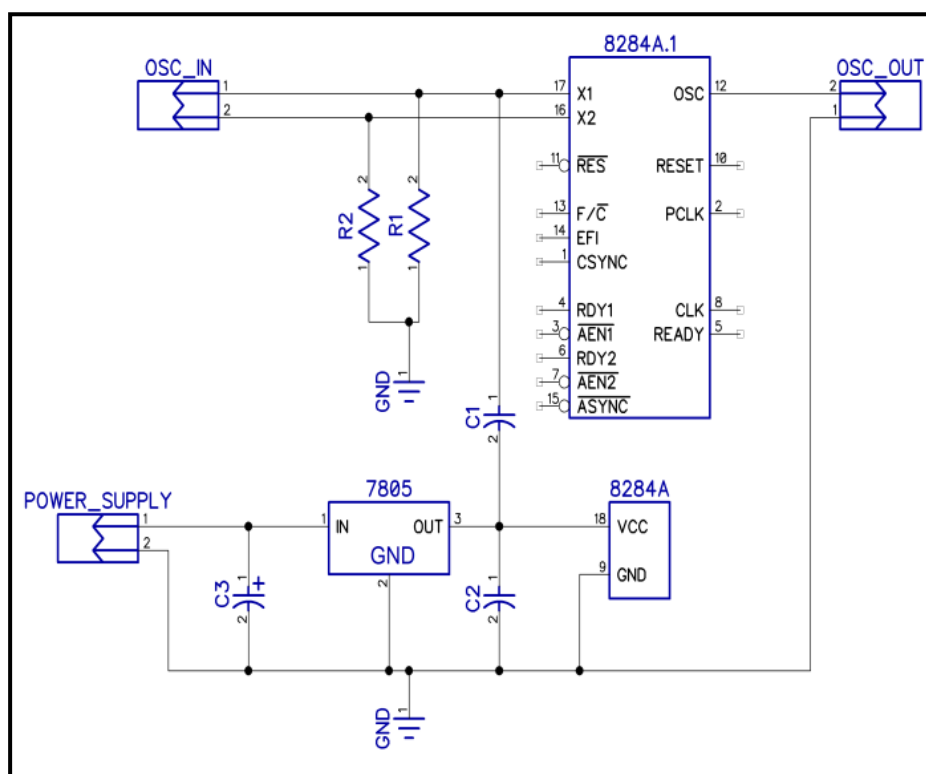 8284A.1
OSC_IN
OSC_OUT
1
2
17
X1
16
X2
OSC
12
2
1
11
RES
RESET
10
13
F/C
PCLK
2
14
EFI
1
CSYNC
2
R2
1
2
R1
1
4
RDY1
CLK
8
3
AEN1
READY
5
6
RDY2
7
AEN2
15
ASYNC
GND
1
C1
1
2
POWER_SUPPLY
1
2
7805
1
IN
OUT
3
GND
2
8284A
18
VCC
9
GND
C3
1
+
2
C2
1
2
GND
1